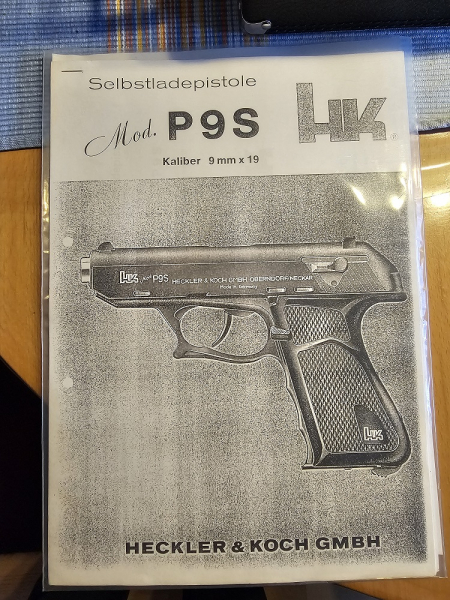 Selbstladepistole
Mod. P9S
HK
®
Kaliber 9 mm x 19
HK Mod. P9S HECKLER & KOCH GMBH OBERNDORF/NECKAR
Made in Germany
HK
HECKLER & KOCH GMBH